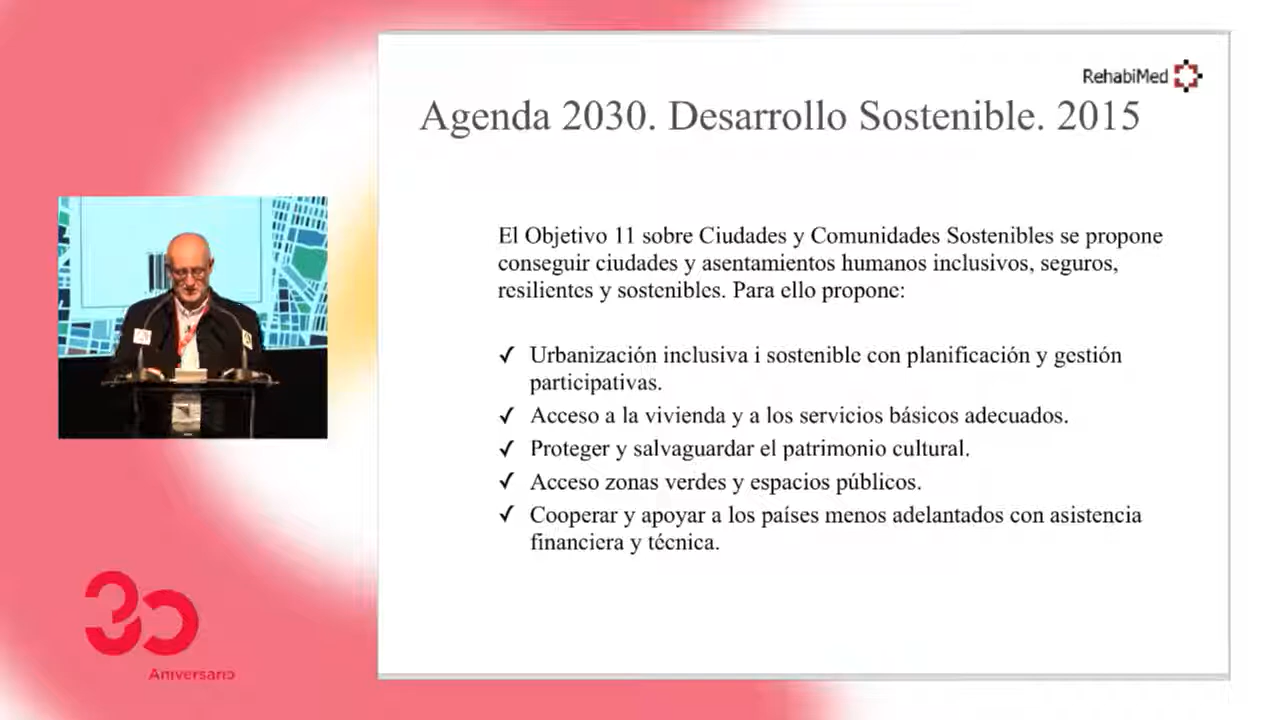 RehabiMed
Agenda 2030. Desarrollo Sostenible. 2015
El Objetivo 11 sobre Ciudades y Comunidades Sostenibles se propone
conseguir ciudades y asentamientos humanos inclusivos, seguros,
resilientes y sostenibles. Para ello propone:
✓ Urbanización inclusiva i sostenible con planificación y gestión
participativas.
✓ Acceso a la vivienda y a los servicios básicos adecuados.
✓ Proteger y salvaguardar el patrimonio cultural.
✓ Acceso zonas verdes y espacios públicos.
✓ Cooperar y apoyar a los países menos adelantados con asistencia
financiera y técnica.
30
Aniversario